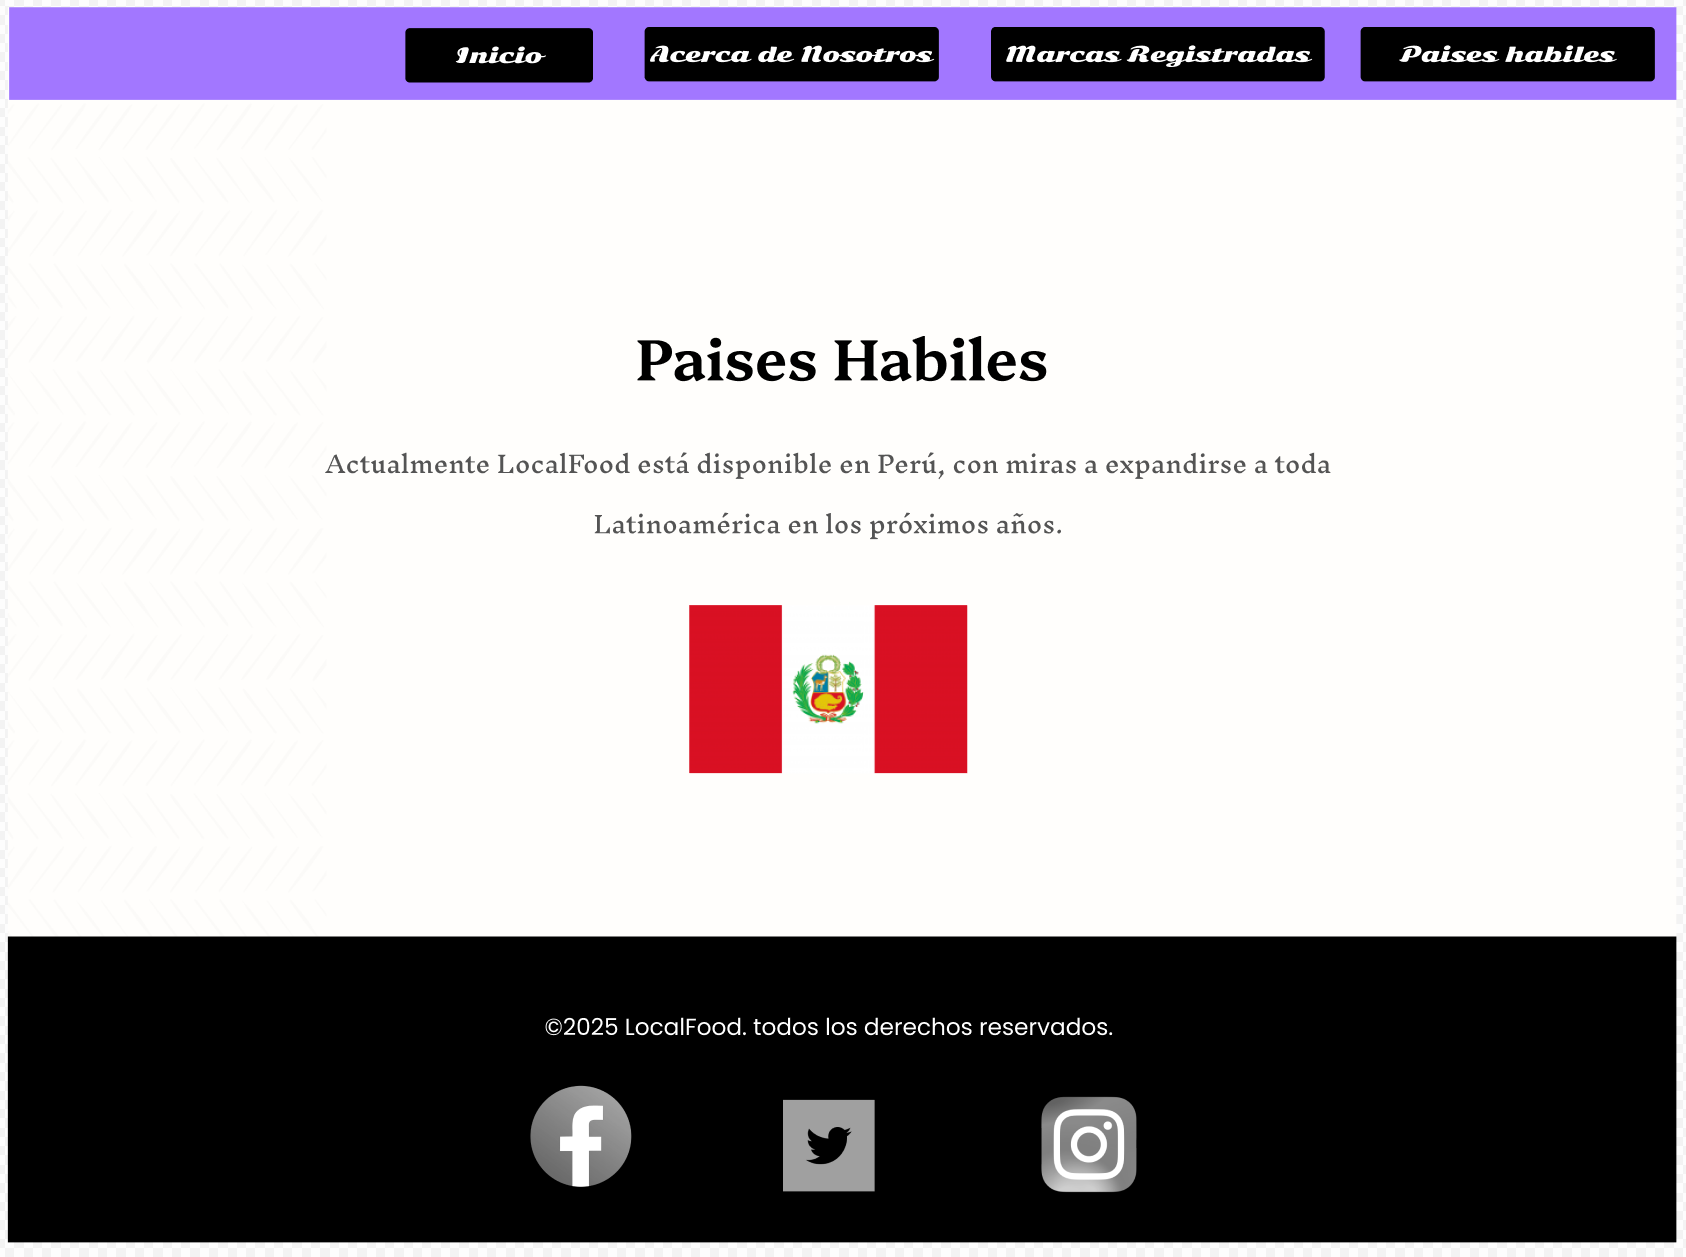 Inicio
Acerca de Nosotros
Marcas Registradas
Paises habiles
Paises Habiles
Actualmente LocalFood está disponible en Perú, con miras a expandirse a toda
Latinoamérica en los próximos años.
©2025 LocalFood. todos los derechos reservados.